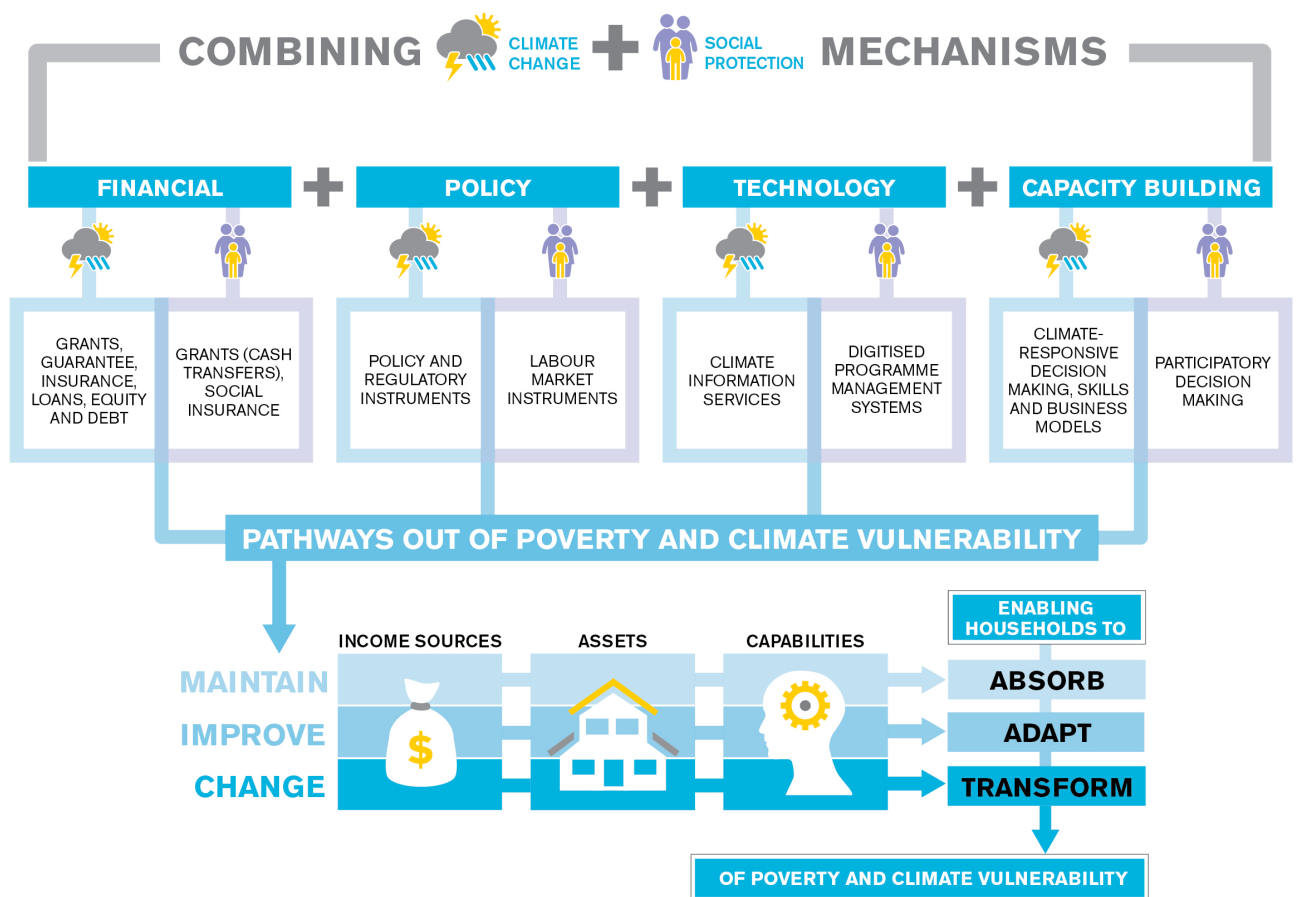 COMBINING
CLIMATE
CHANGE
SOCIAL
PROTECTION
MECHANISMS
FINANCIAL
POLICY
TECHNOLOGY
CAPACITY BUILDING
GRANTS,
GUARANTEE,
INSURANCE,
LOANS, EQUITY
AND DEBT
GRANTS (CASH
TRANSFERS),
SOCIAL
INSURANCE
POLICY AND
REGULATORY
INSTRUMENTS
LABOUR
MARKET
INSTRUMENTS
CLIMATE
INFORMATION
SERVICES
DIGITISED
PROGRAMME
MANAGEMENT
SYSTEMS
CLIMATE-
RESPONSIVE
DECISION
MAKING, SKILLS
AND BUSINESS
MODELS
PARTICIPATORY
DECISION
MAKING
PATHWAYS OUT OF POVERTY AND CLIMATE VULNERABILITY
INCOME SOURCES
ASSETS
CAPABILITIES
ENABLING
HOUSEHOLDS TO
MAINTAIN
ABSORB
IMPROVE
$
ADAPT
CHANGE
TRANSFORM
OF POVERTY AND CLIMATE VULNERABILITY